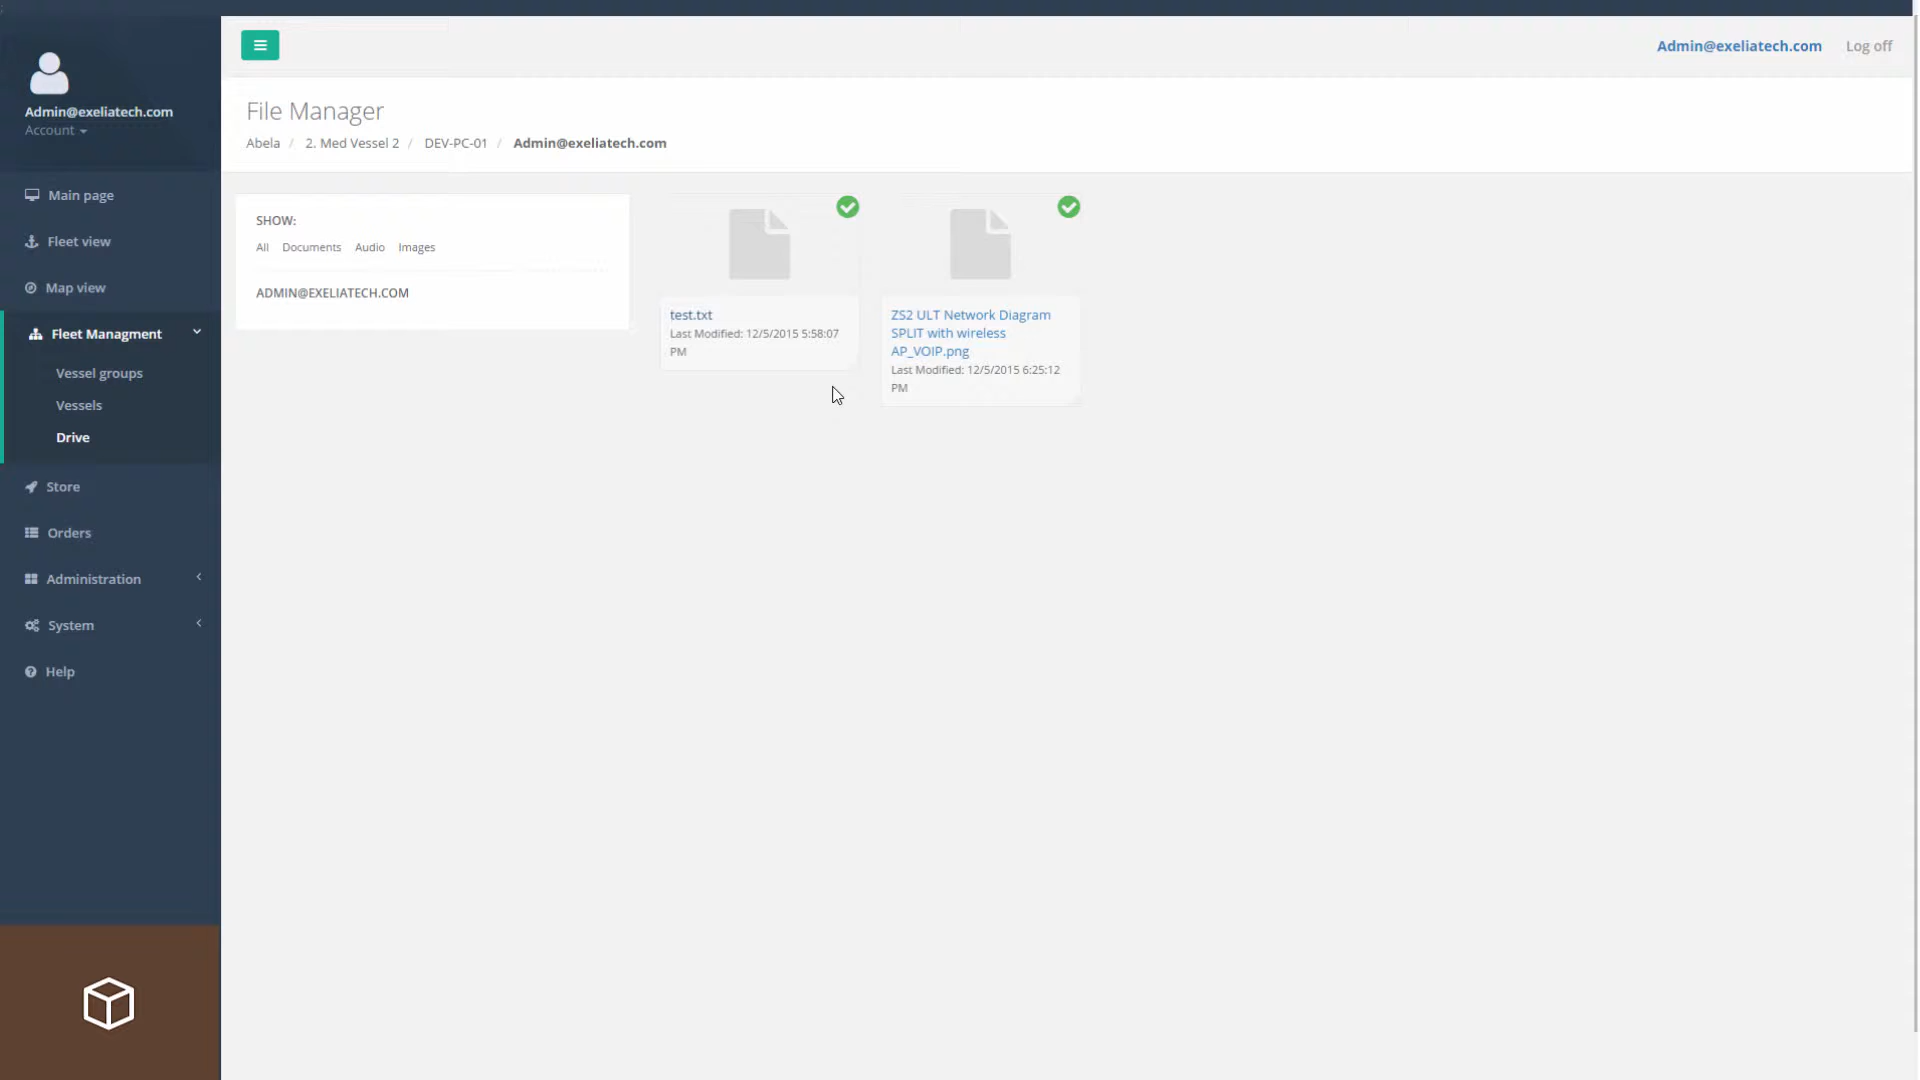 Admin@exeliatech.com
Account
Main page
Fleet view
Map view
Fleet Managment
Vessel groups
Vessels
Drive
Store
Orders
Administration
System
Help
Admin@exeliatech.com Log off
File Manager
Abela / 2. Med Vessel 2 / DEV-PC-01 / Admin@exeliatech.com
SHOW:
All Documents Audio Images
ADMIN@EXELIATECH.COM
test.txt
Last Modified: 12/5/2015 5:58:07
PM
ZS2 ULT Network Diagram
SPLIT with wireless
AP_VOIP.png
Last Modified: 12/5/2015 6:25:12
PM